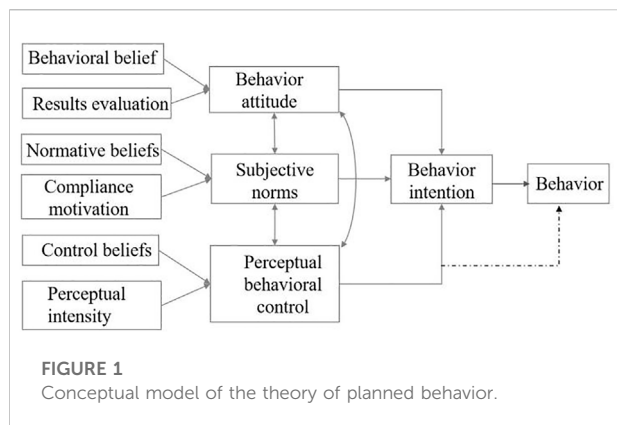 Behavioral belief
Results evaluation
Normative beliefs
Compliance
motivation
Control beliefs
Perceptual
intensity
Behavior
attitude
Subjective
norms
Perceptual
behavioral
control
Behavior
intention
Behavior
FIGURE 1
Conceptual model of the theory of planned behavior.